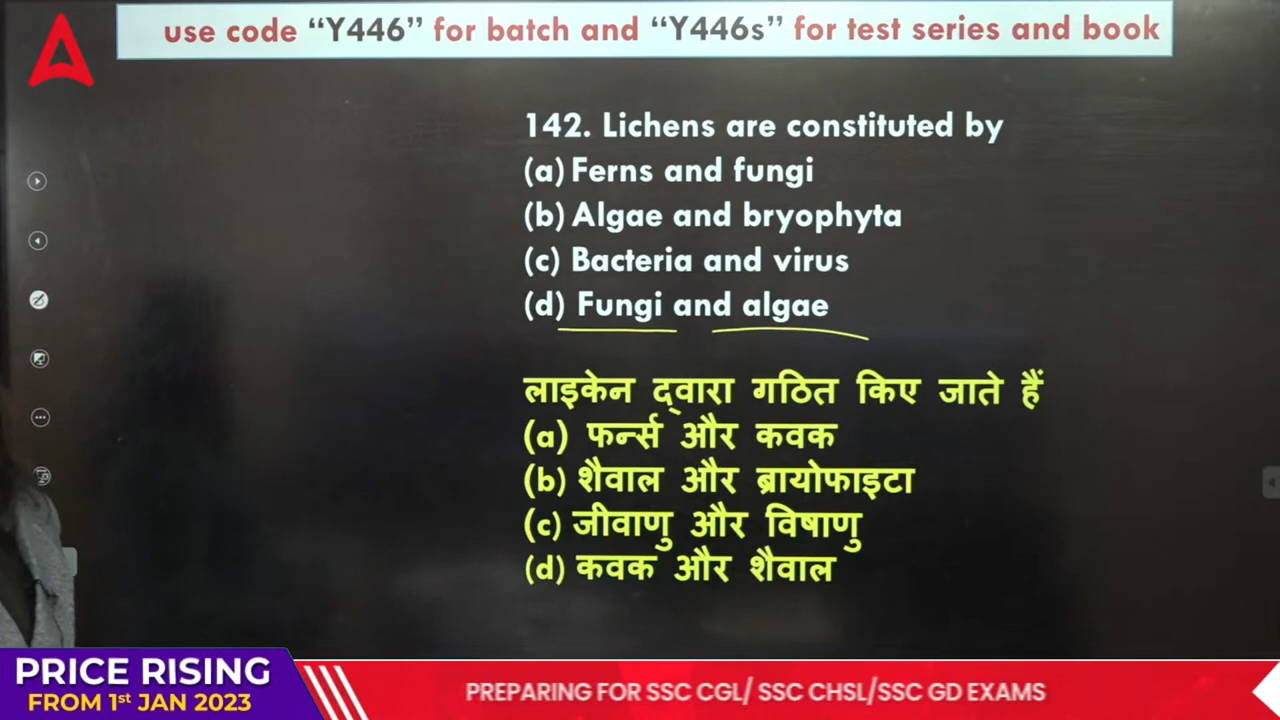 use code “Y446” for batch and “Y446s” for test series and book
142. Lichens are constituted by
(a) Ferns and fungi
(b) Algae and bryophyta
(c) Bacteria and virus
(d) Fungi and algae
लाइकेन द्वारा गठित किए जाते हैं
(a) फर्न्स और कवक
(b) शैवाल और ब्रायोफाइटा
(c) जीवाणु और विषाणु
(d) कवक और शैवाल
PRICE RISING
FROM 1st JAN 2023
PREPARING FOR SSC CGL/ SSC CHSL/SSC GD EXAMS